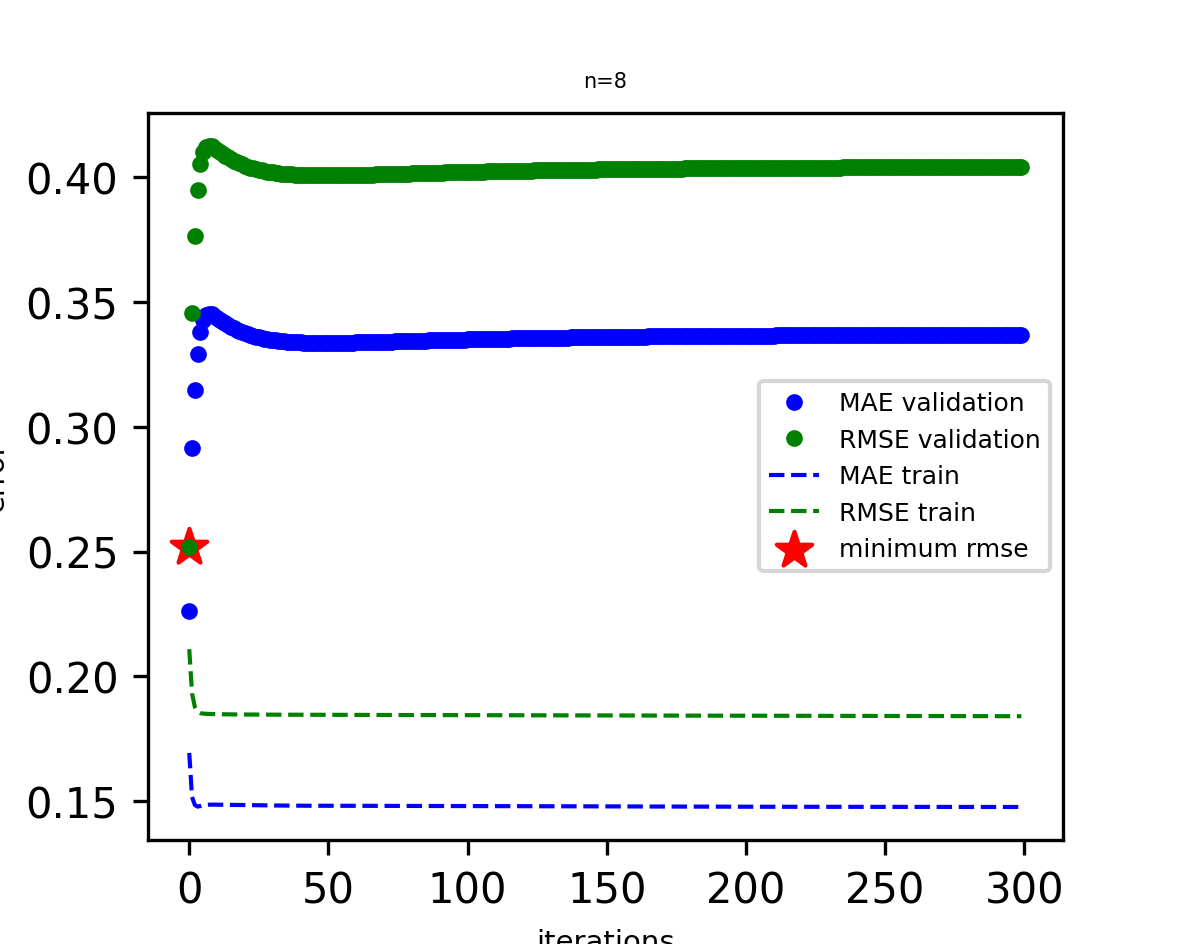 n=8
0.40
0.35
0.30
0.25
0.20
0.15
MAE validation
RMSE validation
MAE train
RMSE train
minimum rmse
0 50 100 150 200 250 300
iterations